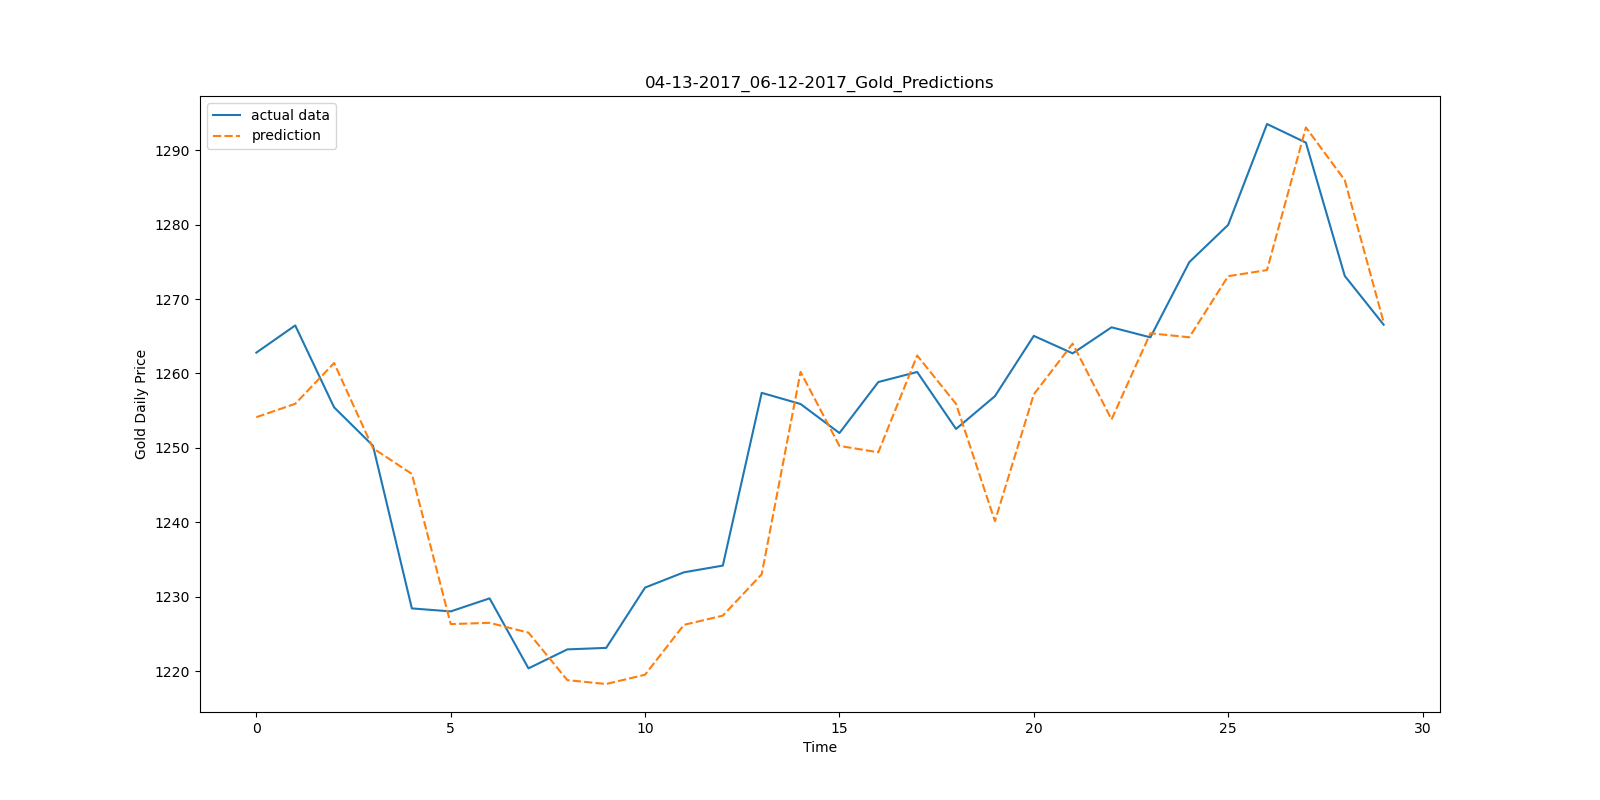 04-13-2017_06-12-2017_Gold_Predictions
actual data
prediction
1290
1280
1270
1260
1250
1240
1230
1220
Gold Daily Price
0 5 10 15 20 25 30
Time